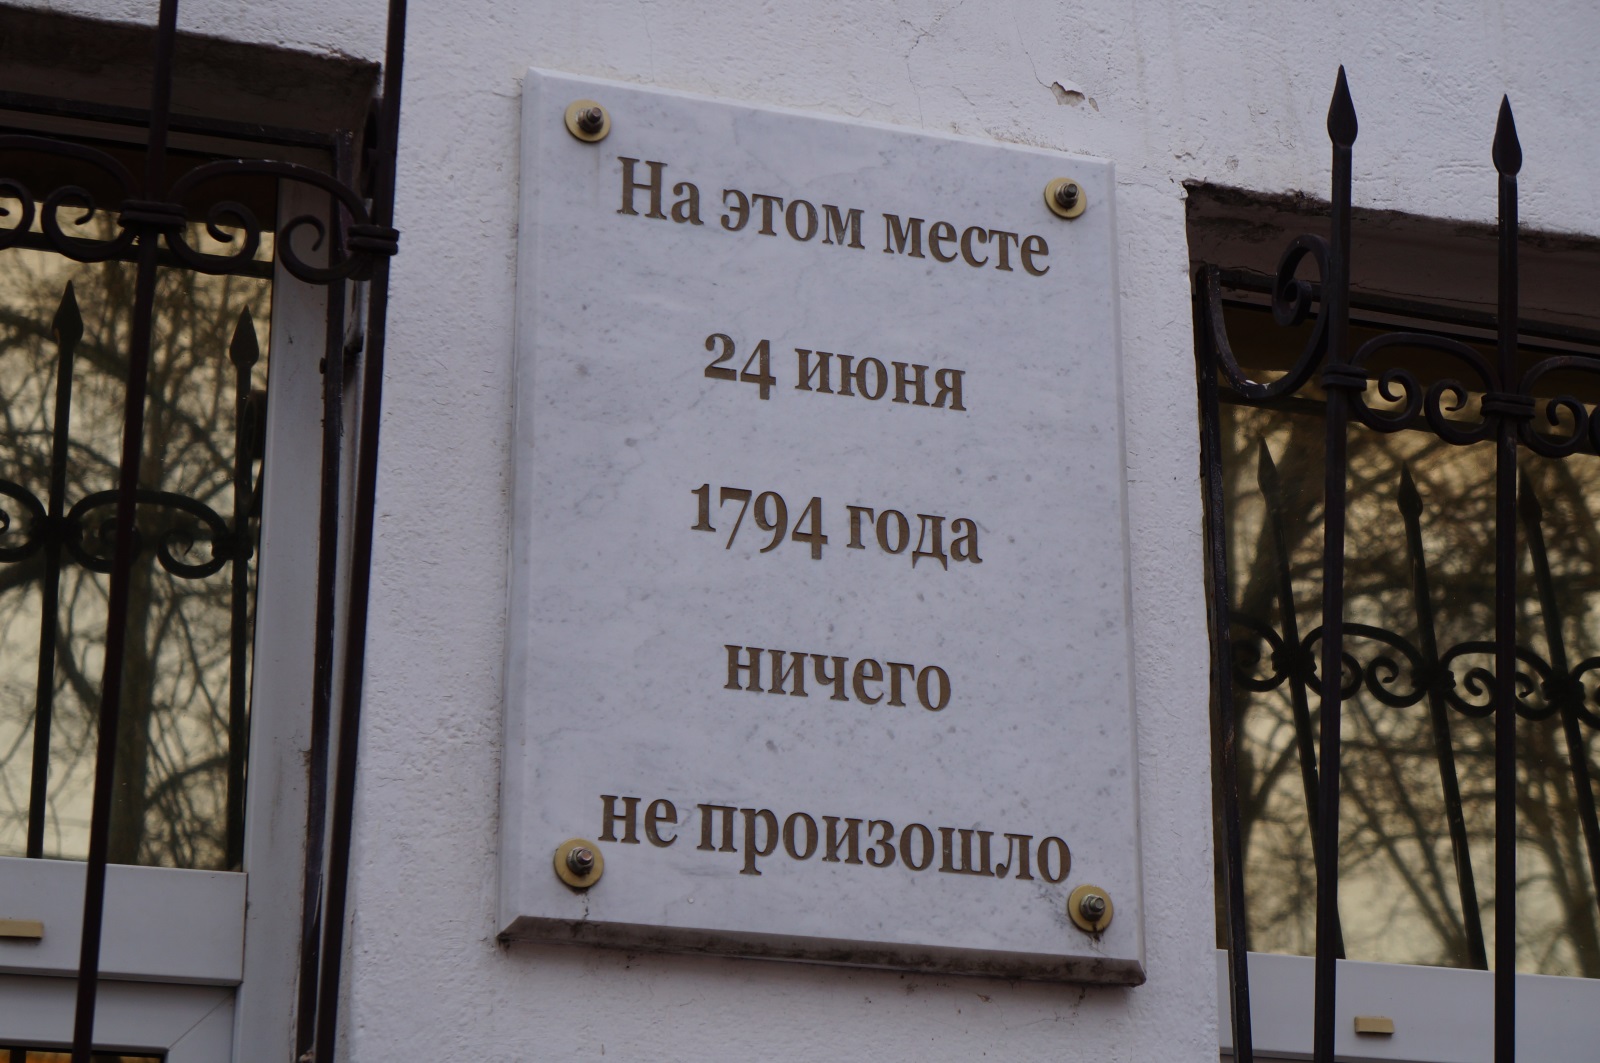 На этом месте
24 июня
1794 года
ничего
не произошло